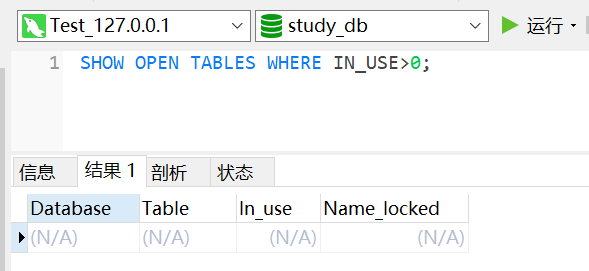 Test_127.0.0.1 study_db 运行
1 SHOW OPEN TABLES WHERE IN_USE>0;
信息 结果 1 剖析 状态
Database Table In_use Name_locked
(N/A) (N/A) (N/A) (N/A)